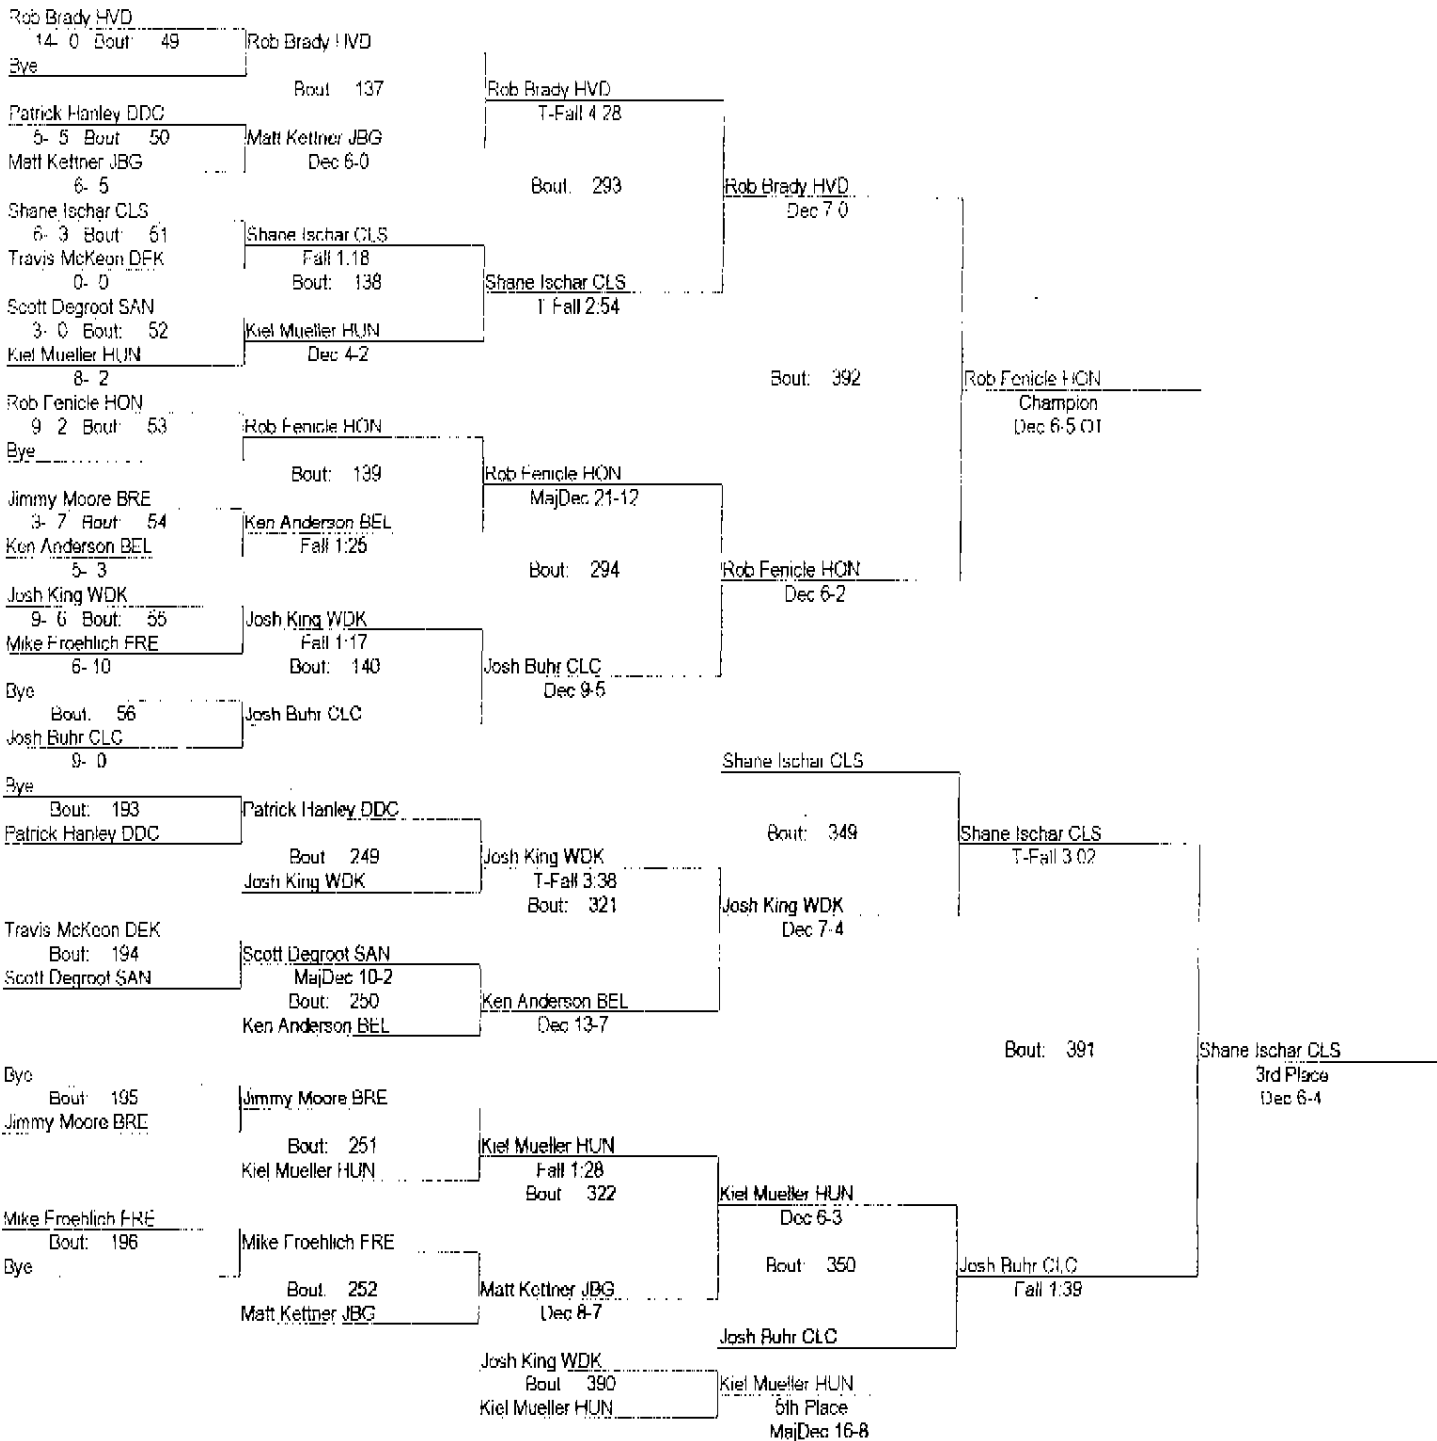 Rob Brady HVD
14- 0 Bout: 49
Bye
Patrick Hanley DDC
5- 5 Bout 50
Matt Kettner JBG
6- 5
Shane Ischar CLS
6- 3 Bout: 51
Travis McKeon DEK
0- 0
Scott Degroot SAN
3- 0 Bout: 52
Kiel Mueller HUN
8- 2
Rob Fenicle HON
9 2 Bout: 53
Bye
Jimmy Moore BRE
3- 7 Bout: 54
Ken Anderson BEL
5- 3
Josh King WDK
9- 6 Bout: 55
Mike Froehlich FRE
6- 10
Bye
Bout. 56
Josh Buhr CLC
9- 0
Rob Brady HVD
Bout 137
Matt Kettner JBG
Dec 6-0
Shane Ischar CLS
Fall 1.18
Bout: 138
Kiel Mueller HUN
Dec 4-2
Rob Fenicle HON
Bout: 139
Ken Anderson BEL
Fall 1:25
Josh King WDK
Fall 1:17
Bout: 140
Josh Buhr CLC
Rob Brady HVD
T-Fall 4 28
Bout: 293
Shane Ischar CLS
T Fall 2:54
Rob Fenicle HON
MajDec 21-12
Bout: 294
Josh Buhr CLC
Dec 9-5
Rob Brady HVD
Dec 7 0
Bout: 392
Rob Fenicle HON
Dec 6-2
Rob Fenicle HON
Champion
Dec 6-5 OT
Bye
Bout: 193
Patrick Hanley DDC
Travis McKeon DEK
Bout: 194
Scott Degroot SAN
Bye
Bout: 195
Jimmy Moore BRE
Mike Froehlich FRE
Bout: 196
Bye
Patrick Hanley DDC
Bout 249
Josh King WDK
Scott Degroot SAN
MajDec 10-2
Bout: 250
Ken Anderson BEL
Jimmy Moore BRE
Bout: 251
Kiel Mueller HUN
Mike Froehlich FRE
Bout. 252
Matt Kettner JBG
Josh King WDK
T-Fall 3:38
Bout: 321
Ken Anderson BEL
Dec 13-7
Kiel Mueller HUN
Fall 1:28
Bout 322
Matt Kettner JBG
Dec 8-7
Shane Ischar CLS
Bout: 349
Josh King WDK
Dec 7-4
Kiel Mueller HUN
Dec 6-3
Bout: 350
Josh Buhr CLC
Shane Ischar CLS
T-Fall 3 02
Bout: 391
Josh Buhr CLC
Fall 1:39
Shane Ischar CLS
3rd Place
Dec 6-4
Josh King WDK
Bout 390
Kiel Mueller HUN
Kiel Mueller HUN
5th Place
MajDec 16-8